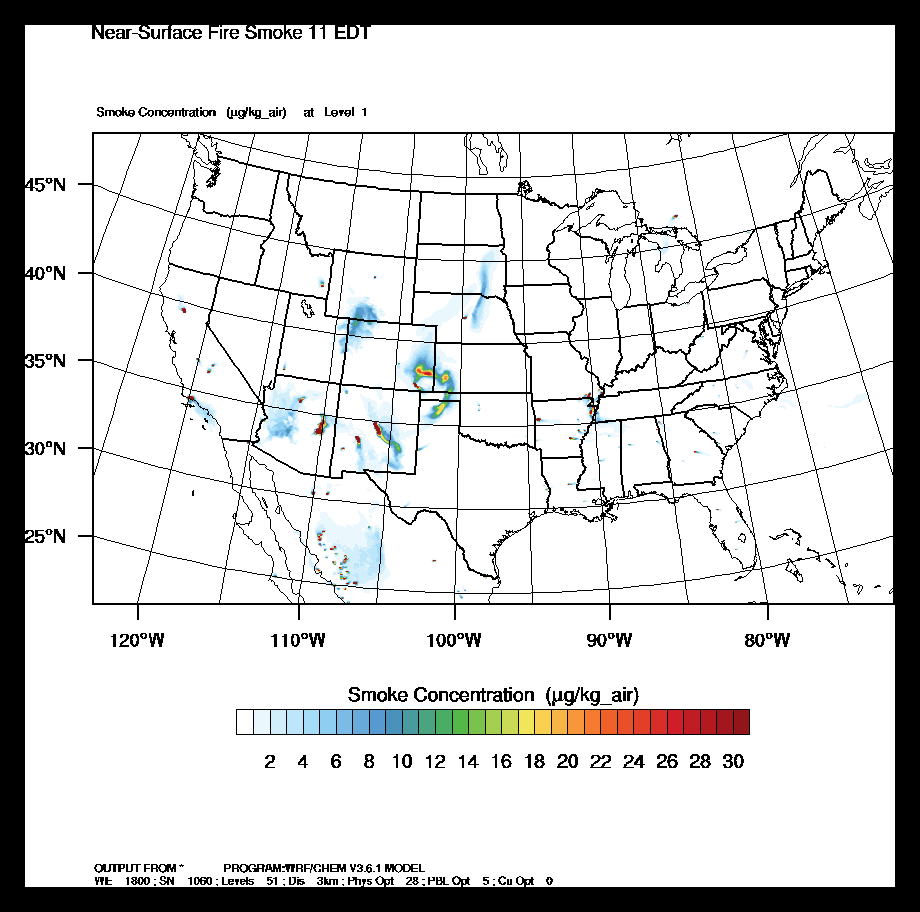 Near-Surface Fire Smoke 11 EDT
Smoke Concentration (µg/kg_air) at Level 1
45°N
40°N
35°N
30°N
25°N
120°W 110°W 100°W 90°W 80°W
Smoke Concentration (µg/kg_air)
2 4 6 8 10 12 14 16 18 20 22 24 26 28 30
OUTPUT FROM * PROGRAM:WRF/CHEM V3.6.1 MODEL
WE 1800 ; SN 1060 ; Levels 51 ; Dis 3km ; Phys Opt 28 ; PBL Opt 5 ; Cu Opt 0